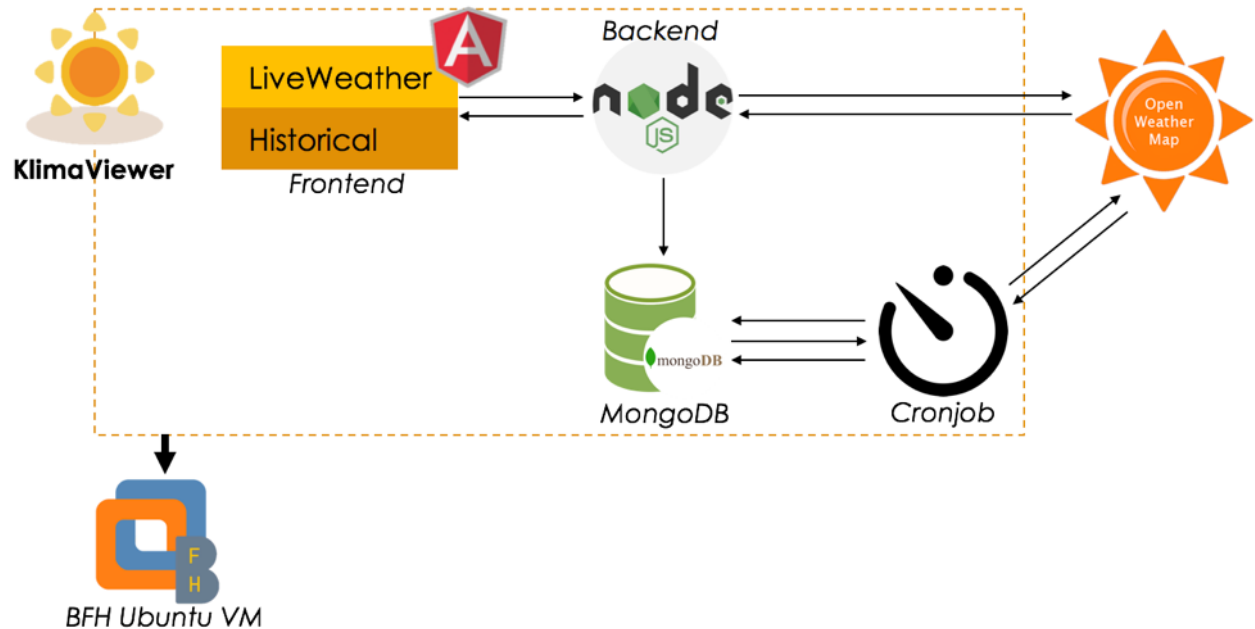 Backend
LiveWeather
Historical
Frontend
KlimaViewer
node
JS
Open
Weather
Map
mongoDB
MongoDB
Cronjob
F
H
BFH Ubuntu VM